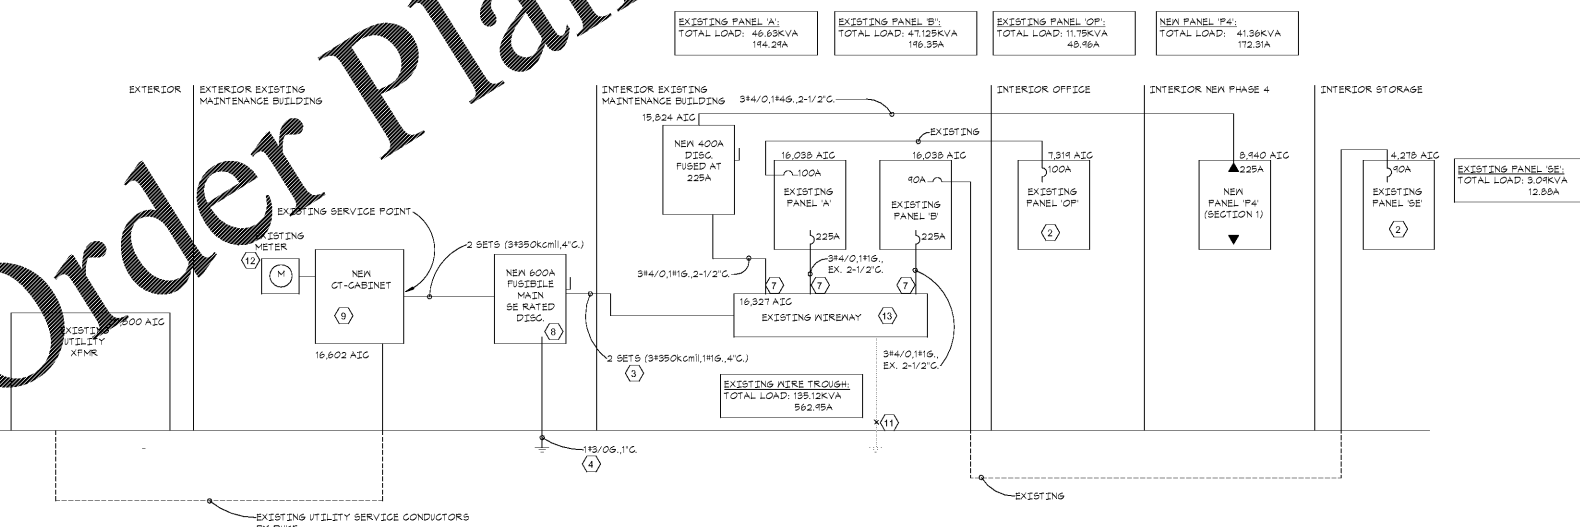 Order Plan
EXISTING PANEL 'A':
TOTAL LOAD: 46.63KVA
194.29A
EXISTING PANEL 'B':
TOTAL LOAD: 47.125KVA
196.35A
EXISTING PANEL 'OP':
TOTAL LOAD: 11.75KVA
48.96A
NEW PANEL 'P4':
TOTAL LOAD: 41.36KVA
172.31A
EXTERIOR
EXTERIOR EXISTING
MAINTENANCE BUILDING
INTERIOR EXISTING
MAINTENANCE BUILDING
INTERIOR OFFICE
INTERIOR NEW PHASE 4
INTERIOR STORAGE
3#4/0,1#4G.,2-1/2"C.
15,824 AIC
NEW 400A
DISC.
FUSED AT
225A
EXISTING
16,038 AIC
100A
EXISTING
PANEL 'A'
225A
16,038 AIC
90A
EXISTING
PANEL 'B'
225A
7,319 AIC
100A
EXISTING
PANEL 'OP'
2
8,940 AIC
225A
NEW
PANEL 'P4'
(SECTION 1)
4,278 AIC
90A
EXISTING
PANEL 'SE'
2
EXISTING PANEL 'SE':
TOTAL LOAD: 3.09KVA
12.88A
EXISTING SERVICE POINT
EXISTING
METER
12
M
NEW
CT-CABINET
9
16,602 AIC
2 SETS (3#350kcmil,4"C.)
NEW 600A
FUSIBILE
MAIN
SE RATED
DISC.
8
3#4/0,1#1G.,2-1/2"C.
3#4/0,1#1G.,
EX. 2-1/2"C.
7
7
7
16,327 AIC
EXISTING WIREWAY
13
3#4/0,1#1G.,
EX. 2-1/2"C.
2 SETS (3#350kcmil,1#1G.,4"C.)
3
EXISTING WIRE TROUGH:
TOTAL LOAD: 135.12KVA
562.95A
11
500 AIC
EXISTING
UTILITY
XFMR
1#3/0G.,1"C.
4
EXISTING
EXISTING UTILITY SERVICE CONDUCTORS